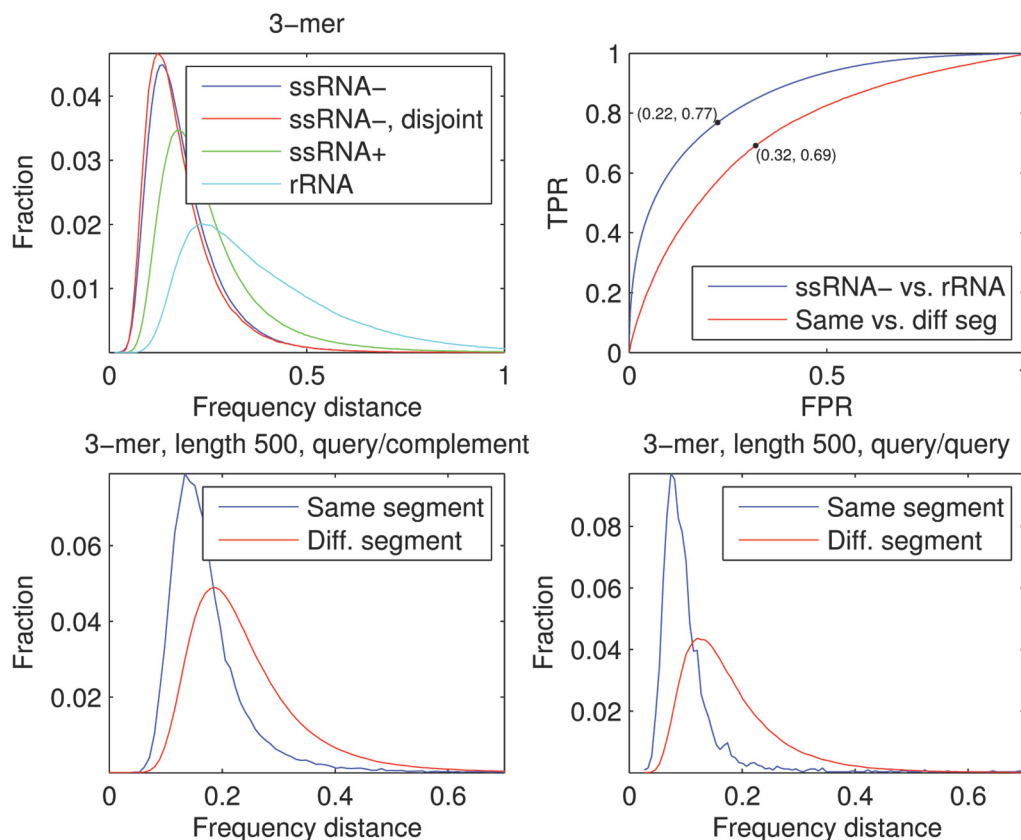 3−mer
0.04
0.03
0.02
0.01
Fraction
ssRNA−
ssRNA−, disjoint
ssRNA+
rRNA
0
0.5
1
Frequency distance
1
0.8
0.6
0.4
0.2
0
TPR
(0.22, 0.77)
(0.32, 0.69)
ssRNA− vs. rRNA
Same vs. diff seg
0
0.5
1
FPR
3−mer, length 500, query/complement
0.06
0.04
0.02
Fraction
Same segment
Diff. segment
0
0.2
0.4
0.6
Frequency distance
3−mer, length 500, query/query
0.08
0.06
0.04
0.02
Fraction
Same segment
Diff. segment
0
0.2
0.4
0.6
Frequency distance